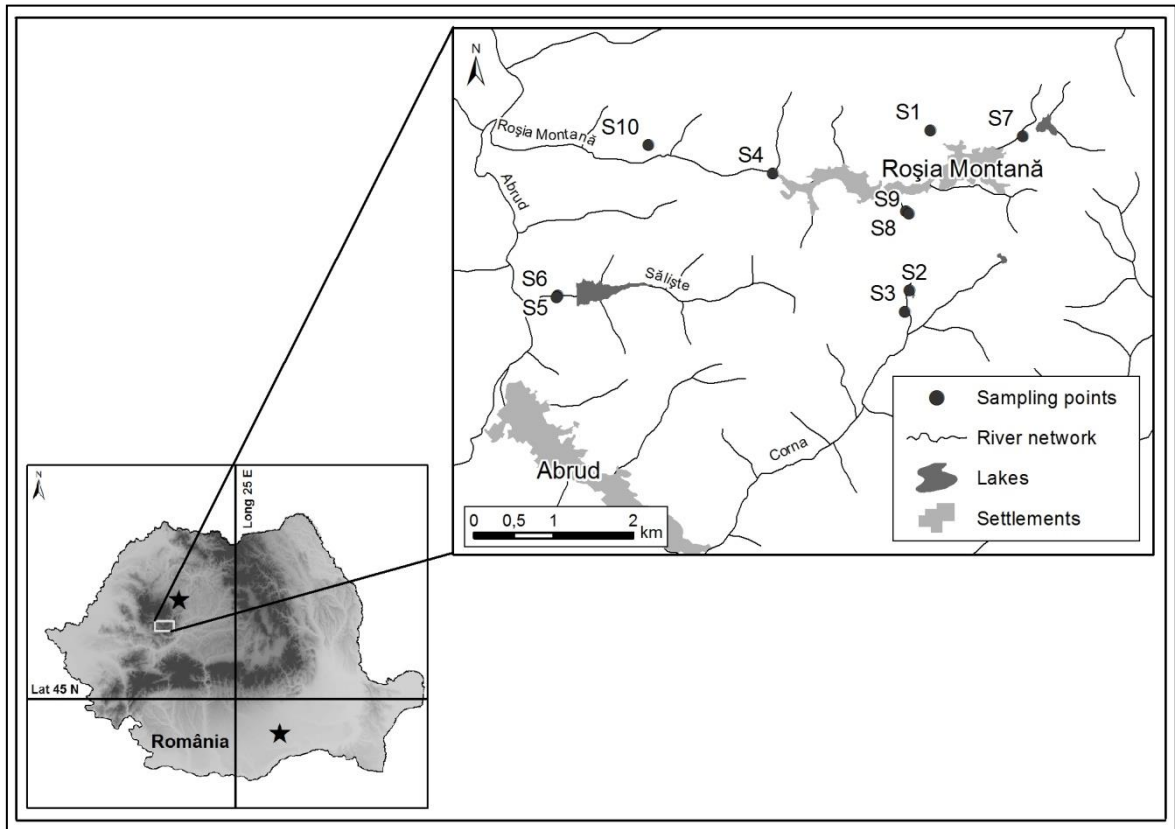 N
S1
S7
Roşia Montană
S10
S4
Roşia Montană
Abrud
S9
S8
S2
Sălişte
S6
S3
S5
Sampling points
River network
Corna
Abrud
Lakes
0 0,5 1 2
km
Settlements
N
Long 25 E
Lat 45 N
România